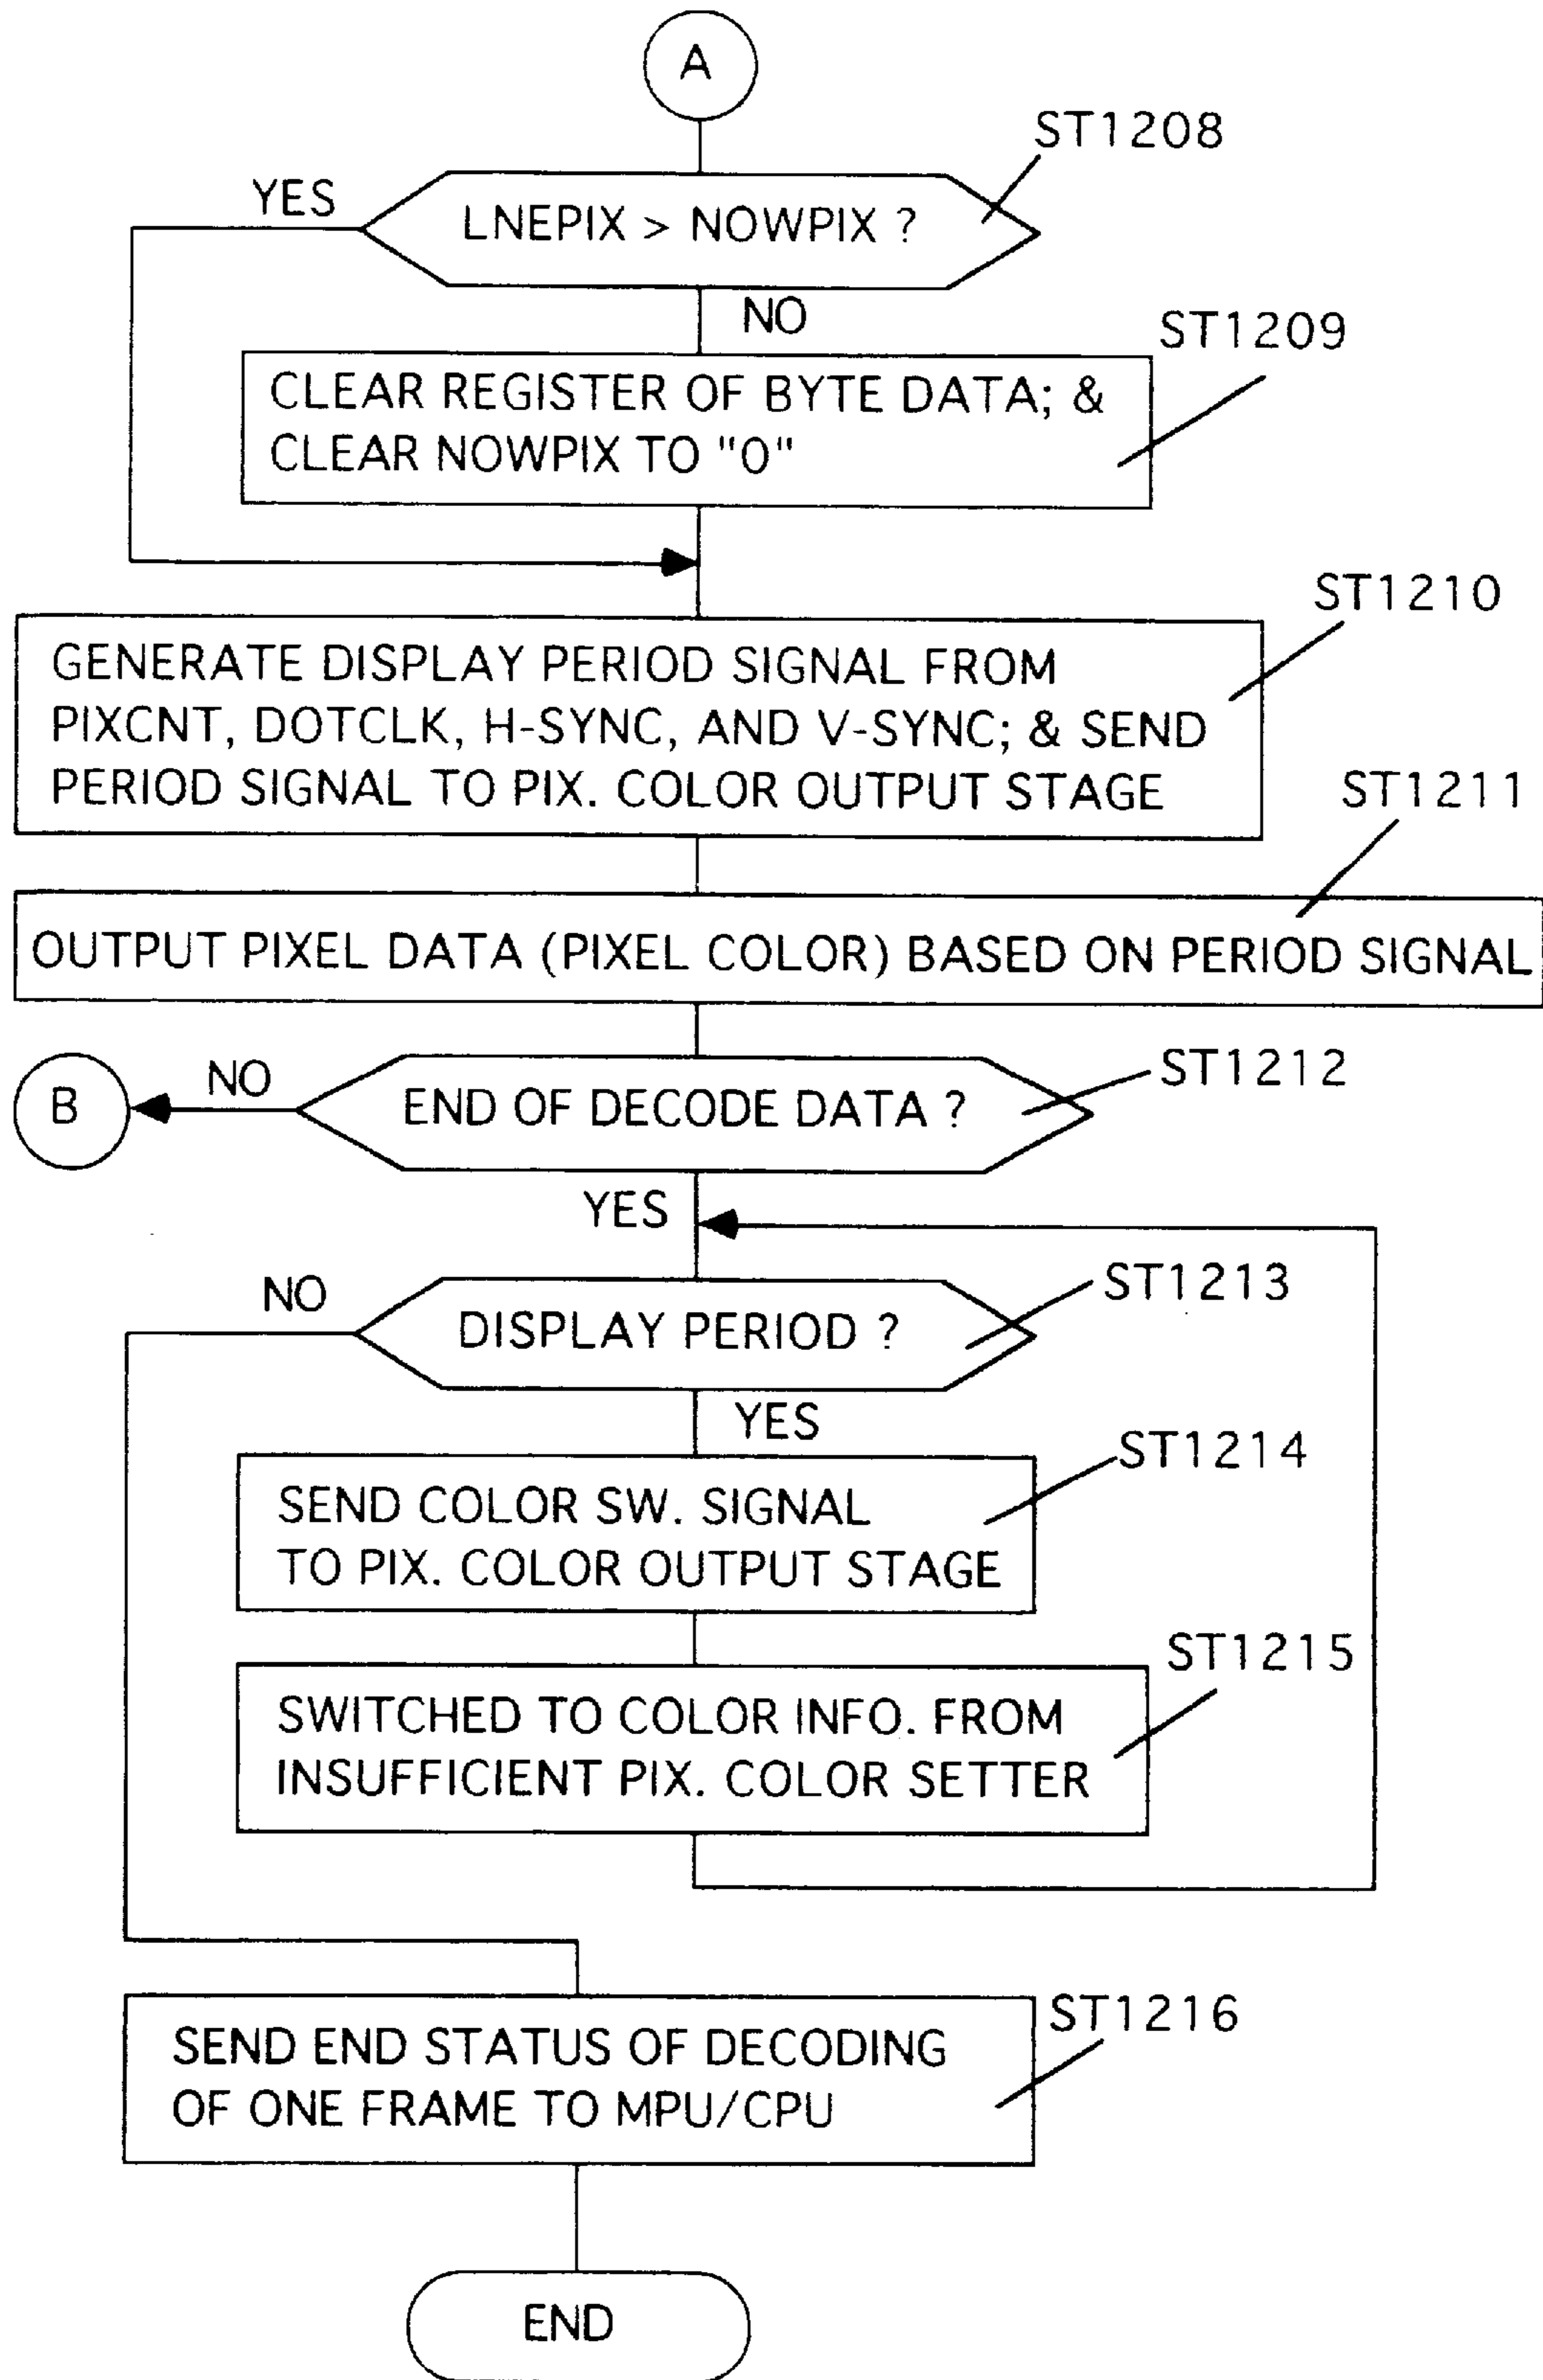 A
ST1208
YES
LNEPIX > NOWPIX ?
NO
ST1209
CLEAR REGISTER OF BYTE DATA; &
CLEAR NOWPIX TO "0"
ST1210
GENERATE DISPLAY PERIOD SIGNAL FROM
PIXCNT, DOTCLK, H-SYNC, AND V-SYNC; & SEND
PERIOD SIGNAL TO PIX. COLOR OUTPUT STAGE
ST1211
OUTPUT PIXEL DATA (PIXEL COLOR) BASED ON PERIOD SIGNAL
B
NO
END OF DECODE DATA ?
ST1212
YES
NO
DISPLAY PERIOD ?
ST1213
YES
ST1214
SEND COLOR SW. SIGNAL
TO PIX. COLOR OUTPUT STAGE
ST1215
SWITCHED TO COLOR INFO. FROM
INSUFFICIENT PIX. COLOR SETTER
ST1216
SEND END STATUS OF DECODING
OF ONE FRAME TO MPU/CPU
END